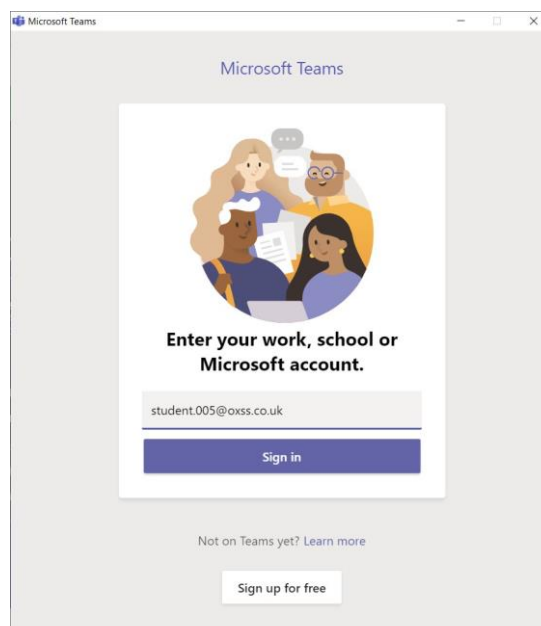 Microsoft Teams
Microsoft Teams
Enter your work, school or
Microsoft account.
student.005@oxss.co.uk
Sign in
Not on Teams yet? Learn more
Sign up for free